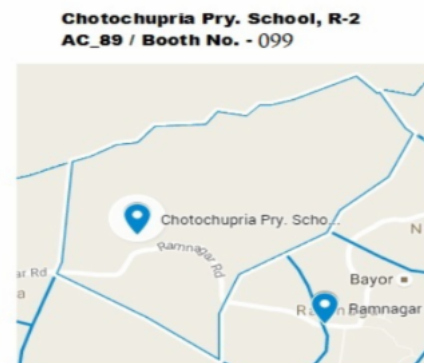 Chotochupria Pry. School, R-2
AC_89 / Booth No. - 099
Chotochupria Pry. Scho...
N
Ramnagar Rd
ar Rd
a
Bayor
Ramnagar